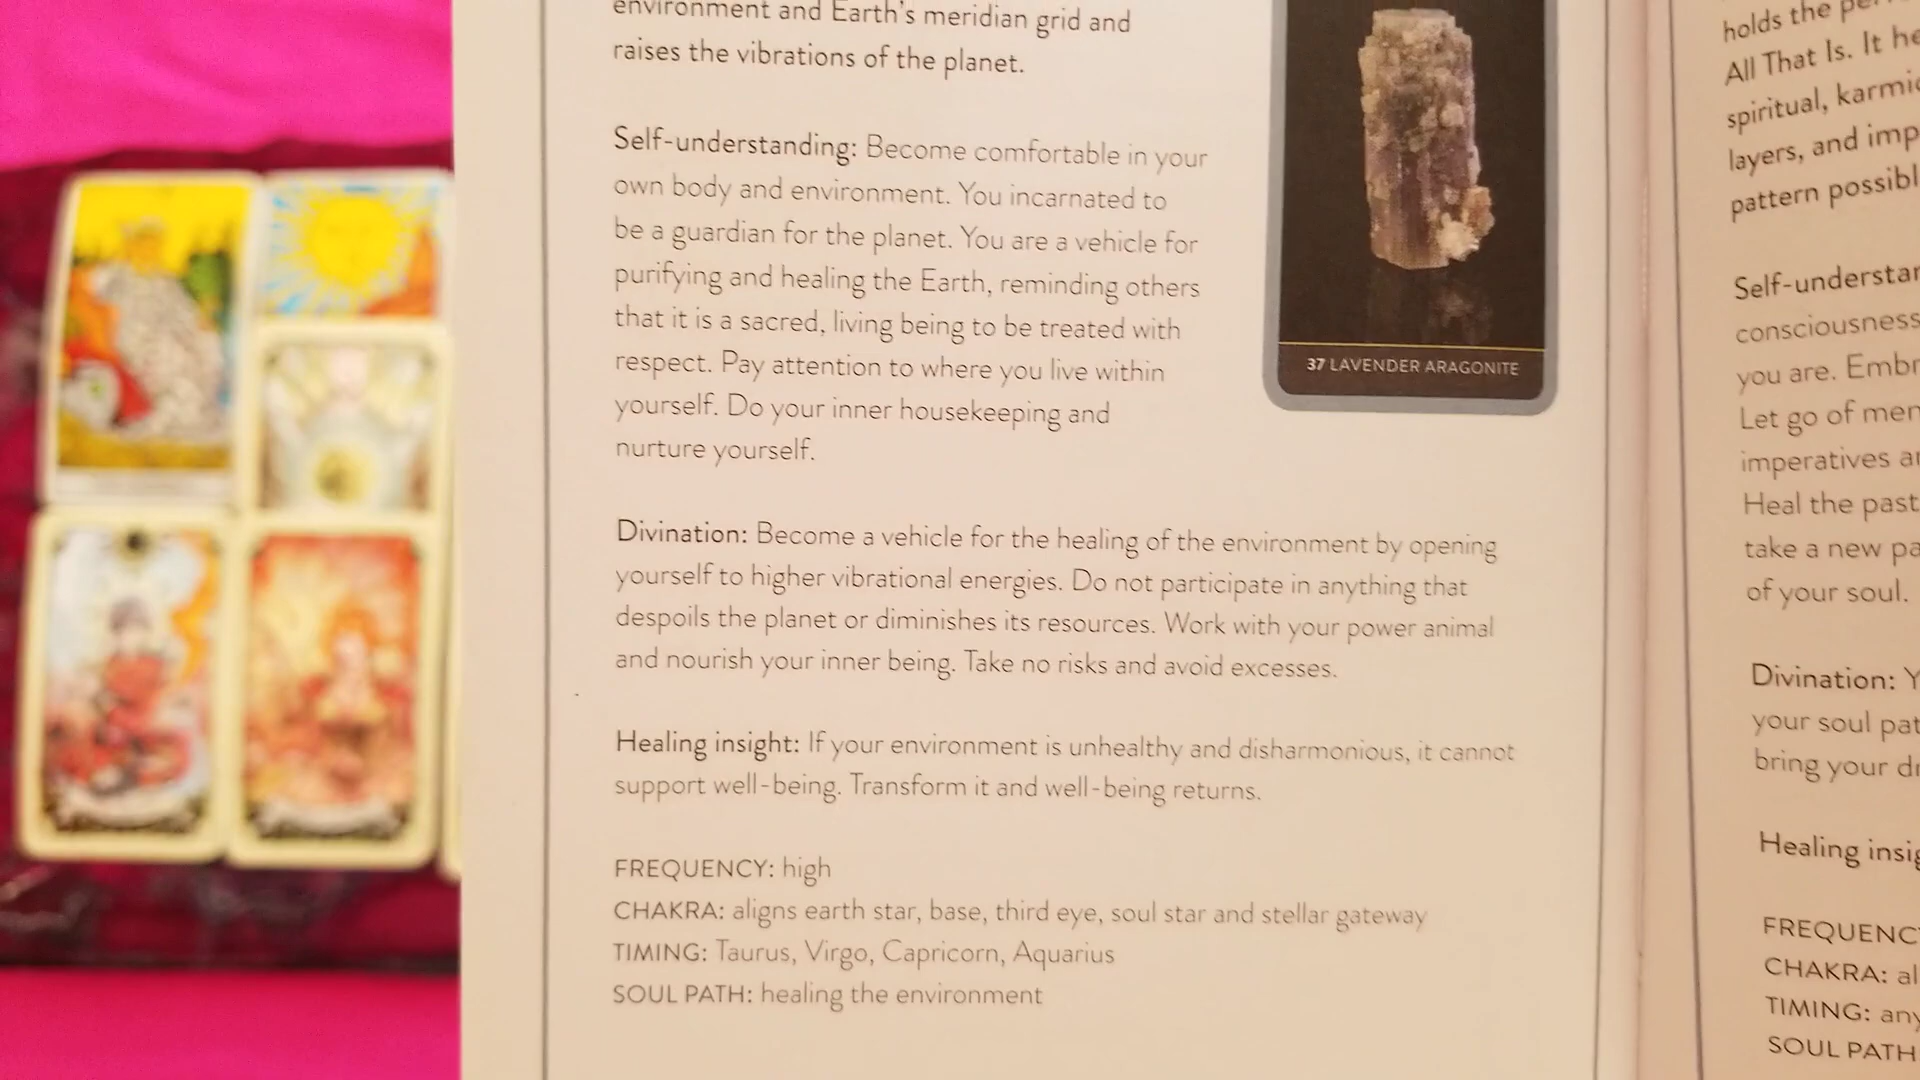 environment and Earth's meridian grid and
raises the vibrations of the planet.
Self-understanding: Become comfortable in your
own body and environment. You incarnated to
be a guardian for the planet. You are a vehicle for
purifying and healing the Earth, reminding others
that it is a sacred, living being to be treated with
respect. Pay attention to where you live within
yourself. Do your inner housekeeping and
nurture yourself.
37 LAVENDER ARAGONITE
Divination: Become a vehicle for the healing of the environment by opening
yourself to higher vibrational energies. Do not participate in anything that
despoils the planet or diminishes its resources. Work with your power animal
and nourish your inner being. Take no risks and avoid excesses.
Healing insight: If your environment is unhealthy and disharmonious, it cannot
support well-being. Transform it and well-being returns.
FREQUENCY: high
CHAKRA: aligns earth star, base, third eye, soul star and stellar gateway
TIMING: Taurus, Virgo, Capricorn, Aquarius
SOUL PATH: healing the environment
holds the
All That Is. It
spiritual,
layers, and
pattern
consciousness
you are.
Let go of
imperatives
Heal the past
take a new
of your soul.
Divination:
your soul
bring your
Healing
CHAKRA:
TIMING:
SOUL PATH